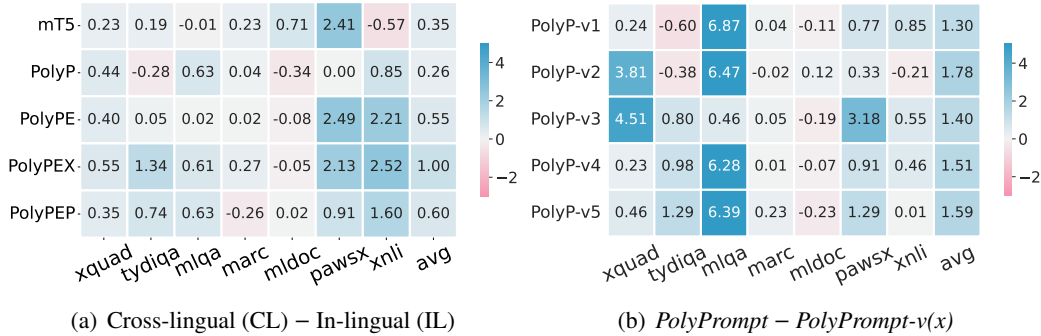 mT5 0.23 0.19 -0.01 0.23 0.71 2.41 -0.57 0.35
PolyP 0.44 -0.28 0.63 0.04 -0.34 0.00 0.85 0.26
PolyPE 0.40 0.05 0.02 0.02 -0.08 2.49 2.21 0.55
PolyPEX 0.55 1.34 0.61 0.27 -0.05 2.13 2.52 1.00
PolyPEP 0.35 0.74 0.63 -0.26 0.02 0.91 1.60 0.60
xquad tydiqa mlqa marc mldoc pawsx xnli avg
4
2
0
−2
(a) Cross-lingual (CL) − In-lingual (IL)
PolyP-v1 0.24 -0.60 6.87 0.04 -0.11 0.77 0.85 1.30
PolyP-v2 3.81 -0.38 6.47 -0.02 0.12 0.33 -0.21 1.78
PolyP-v3 4.51 0.80 0.46 0.05 -0.19 3.18 0.55 1.40
PolyP-v4 0.23 0.98 6.28 0.01 -0.07 0.91 0.46 1.51
PolyP-v5 0.46 1.29 6.39 0.23 -0.23 1.29 0.01 1.59
xquad tydiqa mlqa marc mldoc pawsx xnli avg
4
2
0
−2
(b) PolyPrompt − PolyPrompt-v(x)